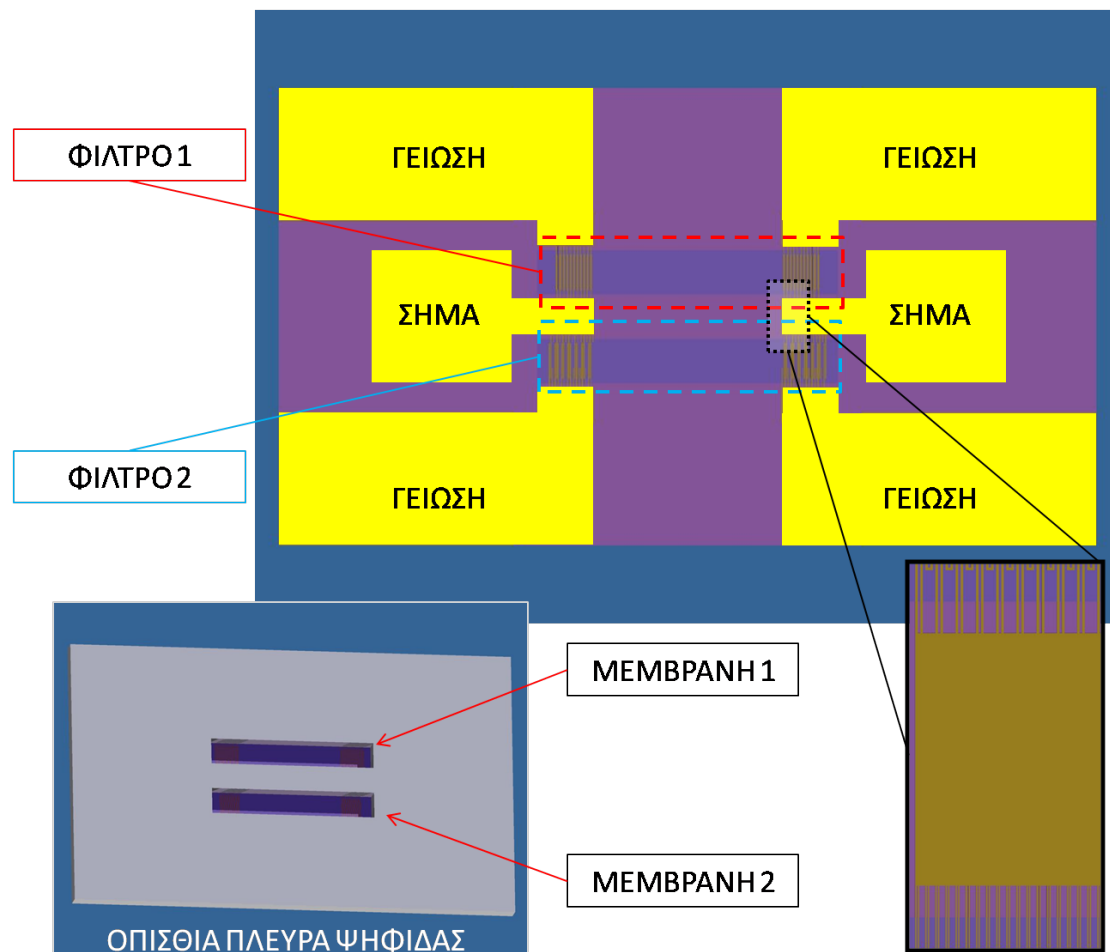 ΦΙΛΤΡΟ 1
ΓΕΙΩΣΗ
ΓΕΙΩΣΗ
ΣΗΜΑ
ΣΗΜΑ
ΦΙΛΤΡΟ 2
ΓΕΙΩΣΗ
ΓΕΙΩΣΗ
ΜΕΜΒΡΑΝΗ 1
ΜΕΜΒΡΑΝΗ 2
ΟΠΙΣΘΙΑ ΠΛΕΥΡΑ ΨΗΦΙΔΑΣ